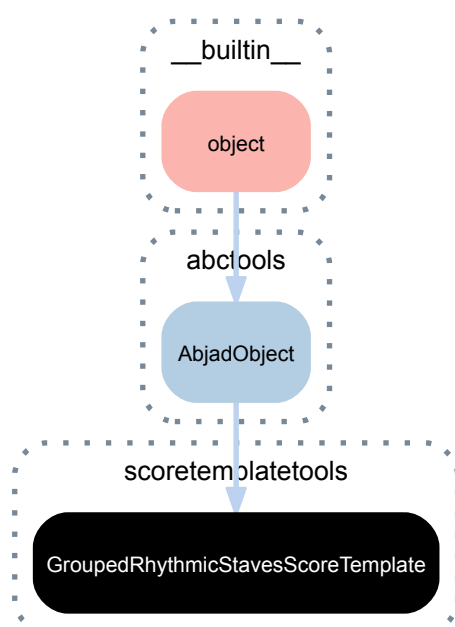 __builtin__
object
abctools
AbjadObject
scoretemplatetools
GroupedRhythmicStavesScoreTemplate